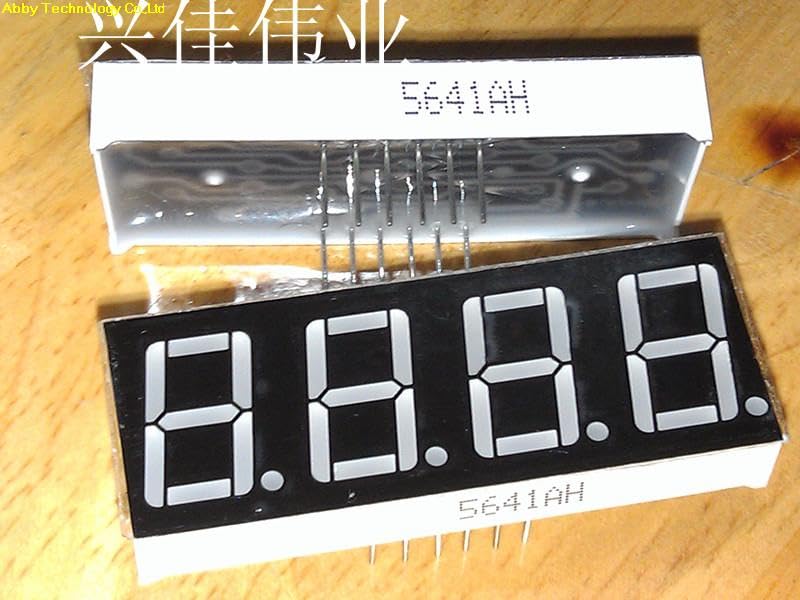 Abby Technology Co.,Ltd
兴佳伟业
5641AH
5641AH